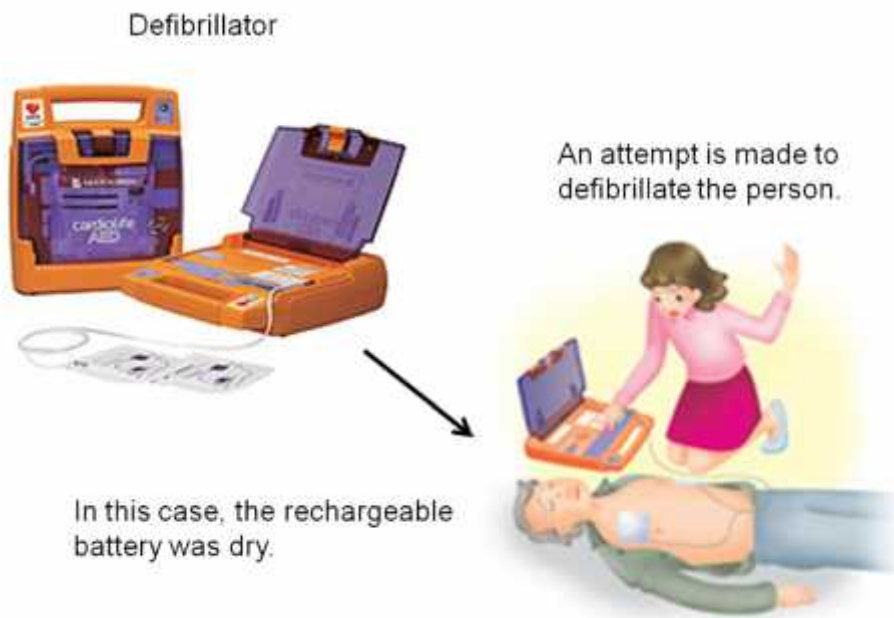 Defibrillator
An attempt is made to
defibrillate the person.
cardiolife
AED
In this case, the rechargeable
battery was dry.